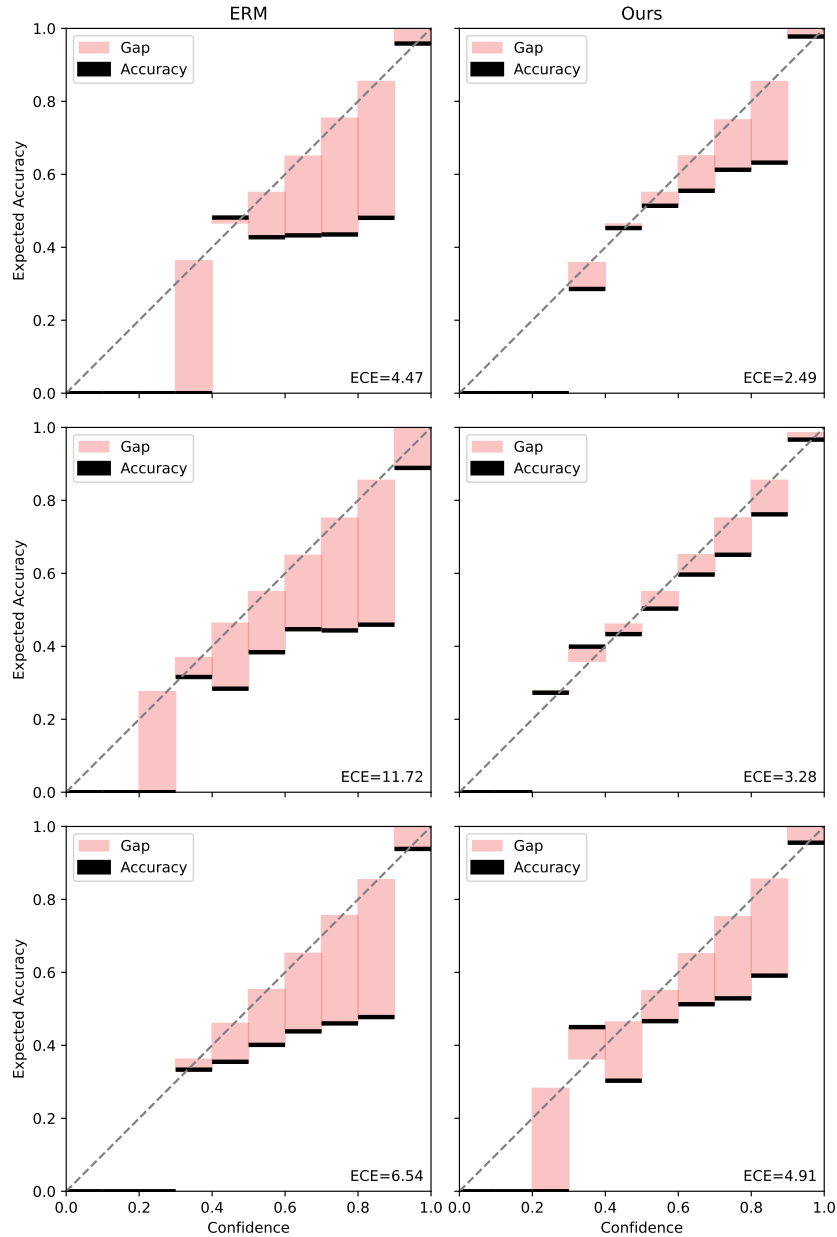 ERM
Ours
1.0
0.8
0.6
0.4
0.2
0.0
Expected Accuracy
Gap
Accuracy
ECE=4.47
Gap
Accuracy
ECE=2.49
1.0
0.8
0.6
0.4
0.2
0.0
Expected Accuracy
Gap
Accuracy
ECE=11.72
Gap
Accuracy
ECE=3.28
1.0
0.8
0.6
0.4
0.2
0.0
Expected Accuracy
Gap
Accuracy
ECE=6.54
0.0 0.2 0.4 0.6 0.8 1.0
Confidence
Gap
Accuracy
ECE=4.91
0.0 0.2 0.4 0.6 0.8 1.0
Confidence